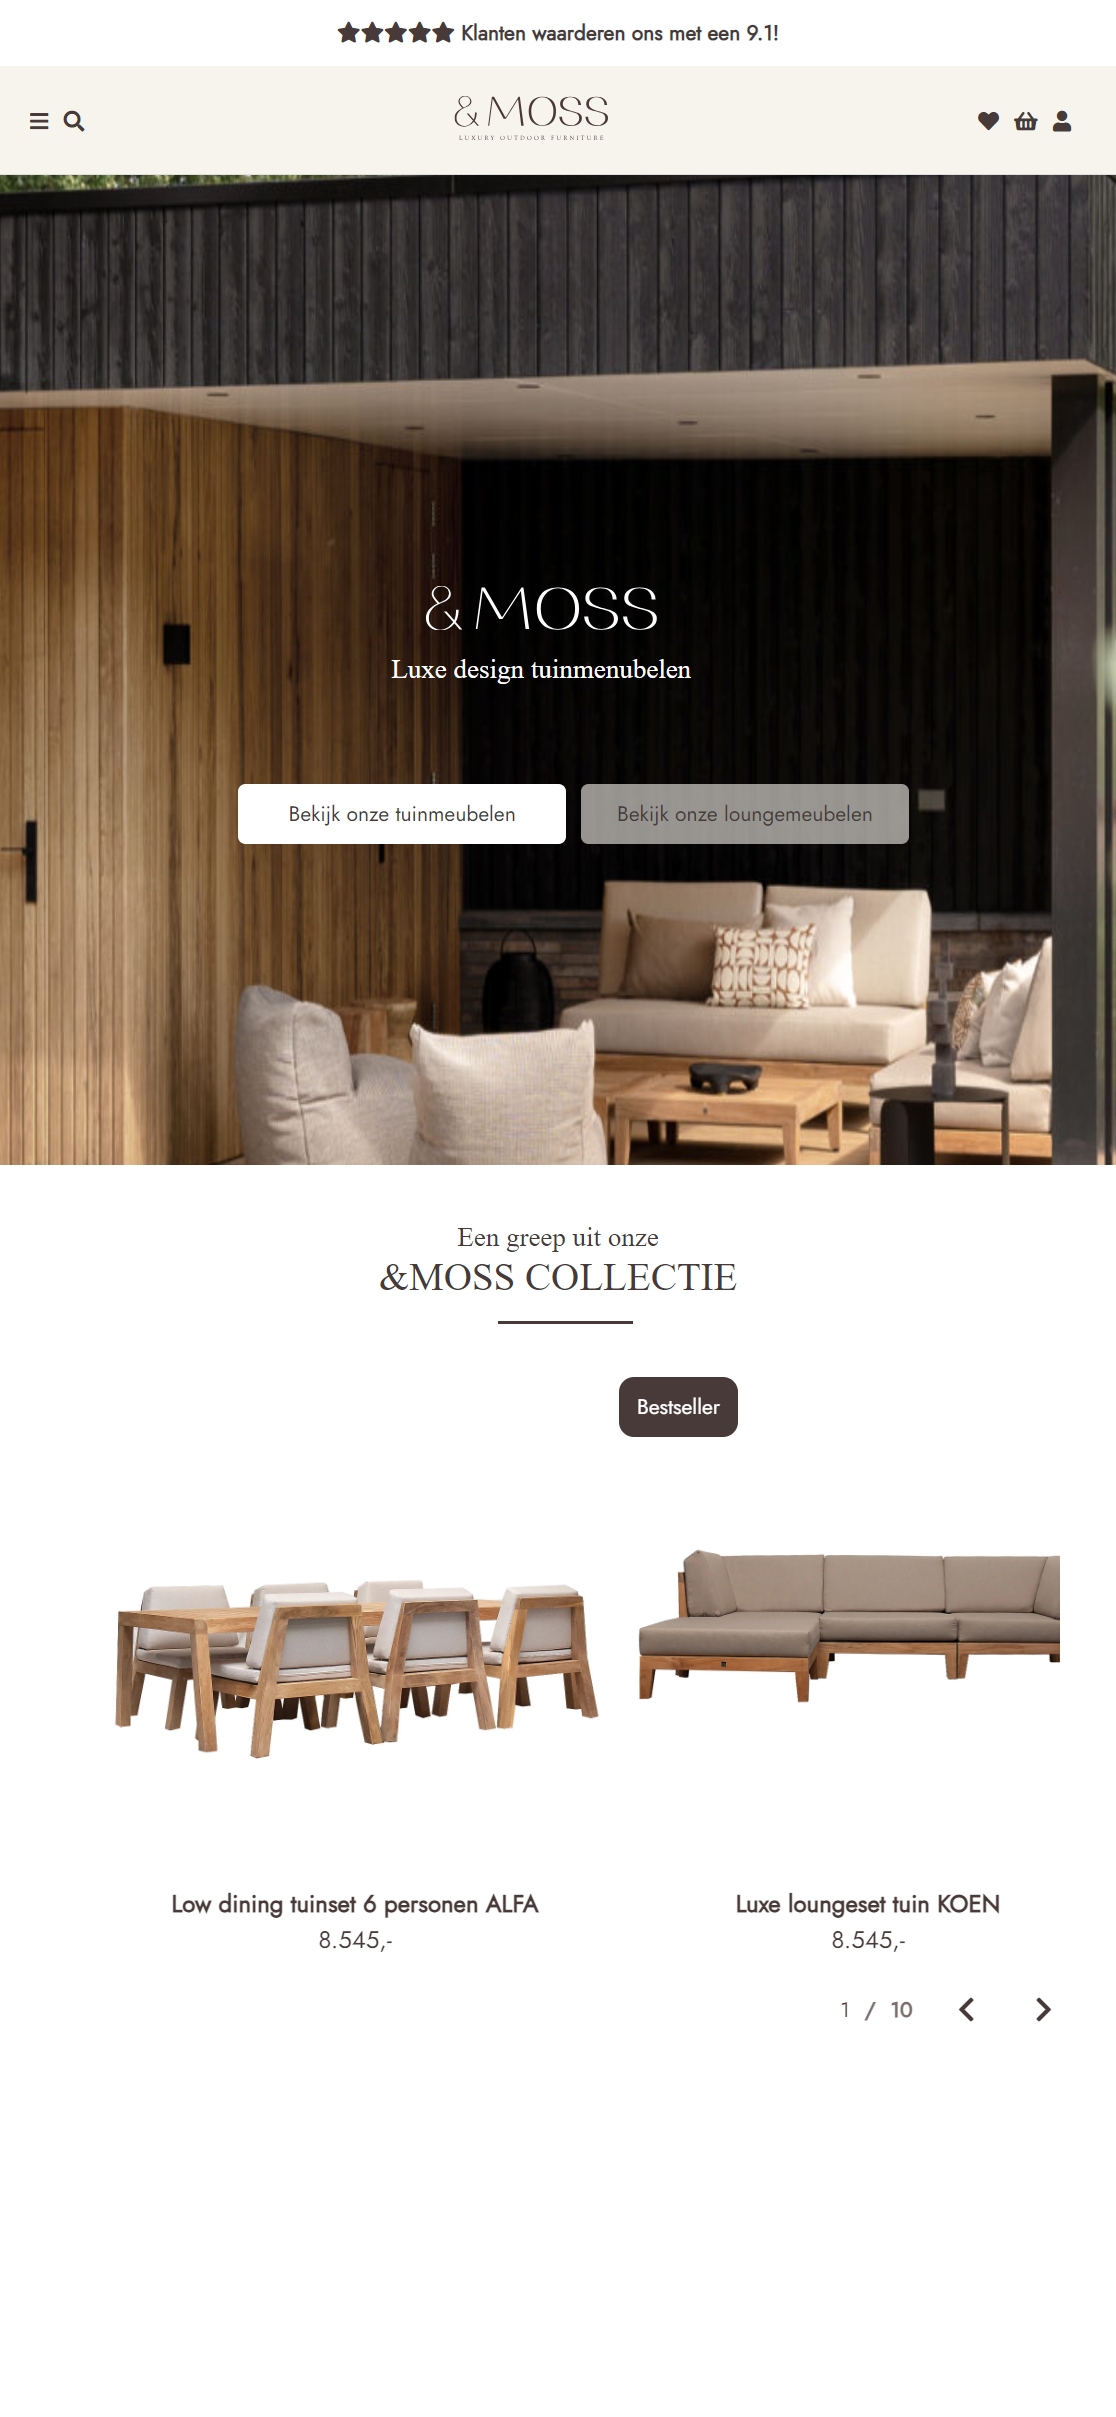 Klanten waarderen ons met een 9.1!
& MOSS
LUXURY OUTDOOR FURNITURE
& MOSS
Luxe design tuinmenubelen
Bekijk onze tuinmeubelen
Bekijk onze loungemeubelen
Een greep uit onze
&MOSS COLLECTIE
Bestseller
Low dining tuinset 6 personen ALFA
8.545,-
Luxe loungeset tuin KOEN
8.545,-
1 / 10